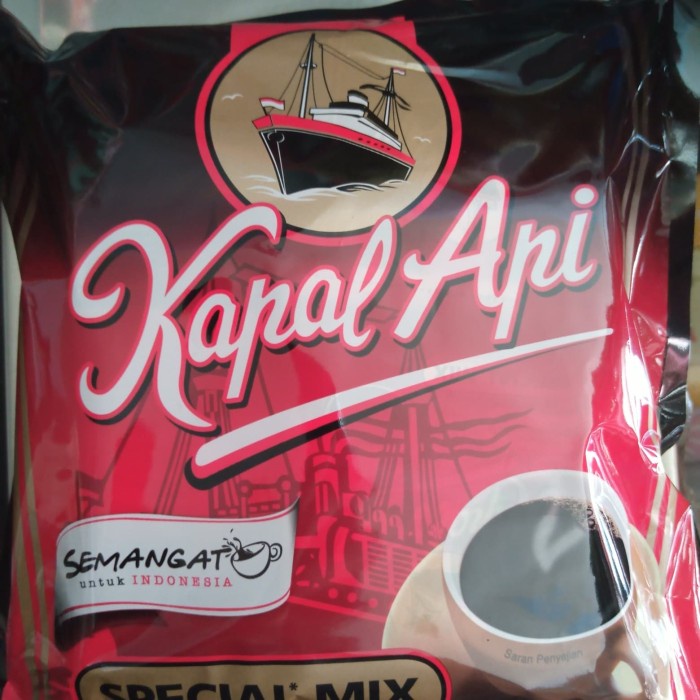 Kapal Api
SEMANGAT
untuk INDONESIA
Saran Penyajian
SPECIAL* MIX